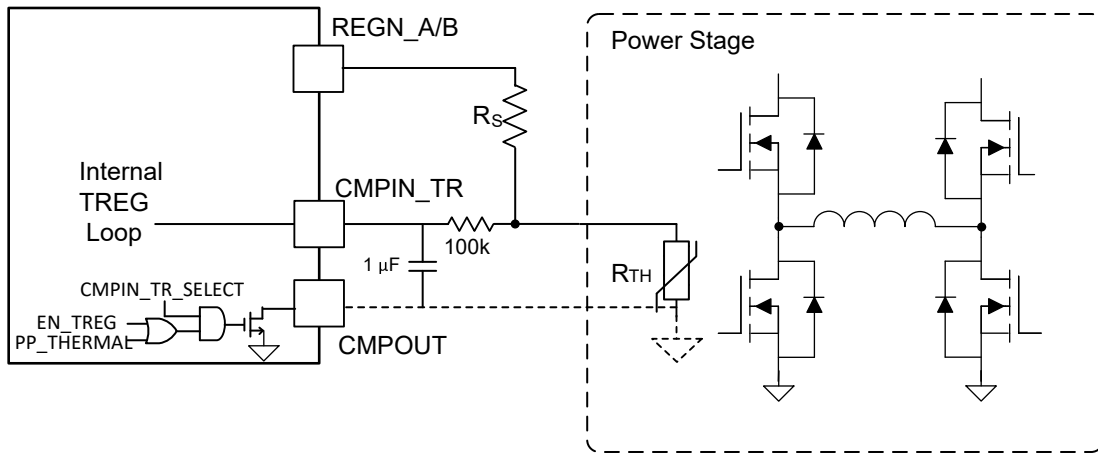 REGN_A/B
Power Stage
RS
Internal
TREG
Loop
CMPIN_TR
100k
1 μF
RTH
CMPIN_TR_SELECT
EN_TREG
PP_THERMAL
CMPOUT